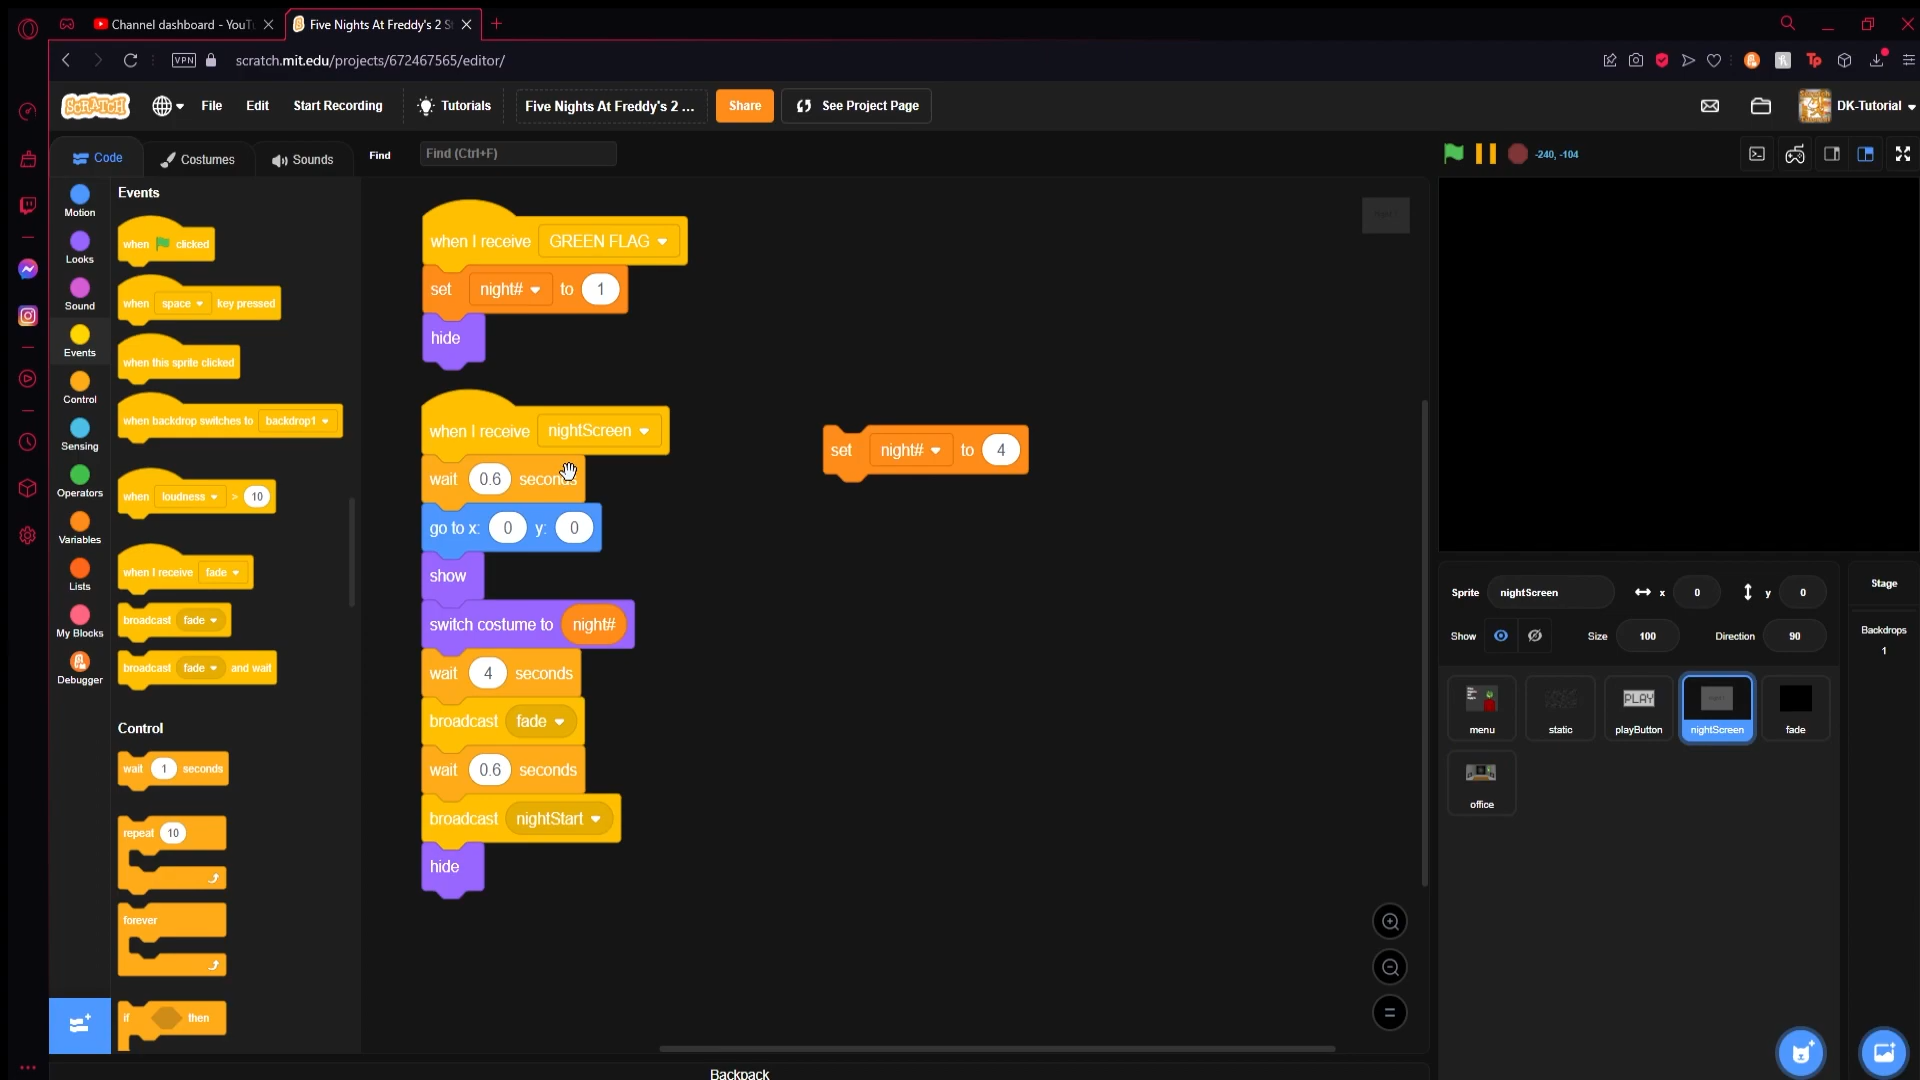 Channel dashboard - YouTu
Five Nights At Freddy's 2 S
VPN
scratch.mit.edu/projects/672467565/editor/
Tp
SCRATCH
File
Edit
Start Recording
Tutorials
Five Nights At Freddy's 2 ...
Share
See Project Page
DK-Tutorial
Code
Costumes
Sounds
Find
Find (Ctrl+F)
-240, -104
Motion
Looks
Sound
Events
Control
Sensing
Operators
Variables
Lists
My Blocks
Debugger
Events
when clicked
when space key pressed
when this sprite clicked
when backdrop switches to backdrop1
when loudness > 10
when I receive fade
broadcast fade
broadcast fade and wait
Control
wait 1 seconds
repeat 10
forever
if then
when I receive GREEN FLAG
set night# to 1
hide
when I receive nightScreen
wait 0.6 seconds
go to x: 0 y: 0
show
switch costume to night#
wait 4 seconds
broadcast fade
wait 0.6 seconds
broadcast nightStart
hide
set night# to 4
Sprite nightScreen x 0 y 0
Show Size 100 Direction 90
menu
static
PLAY
playButton
nightScreen
fade
office
Stage
Backdrops
1
Backpack